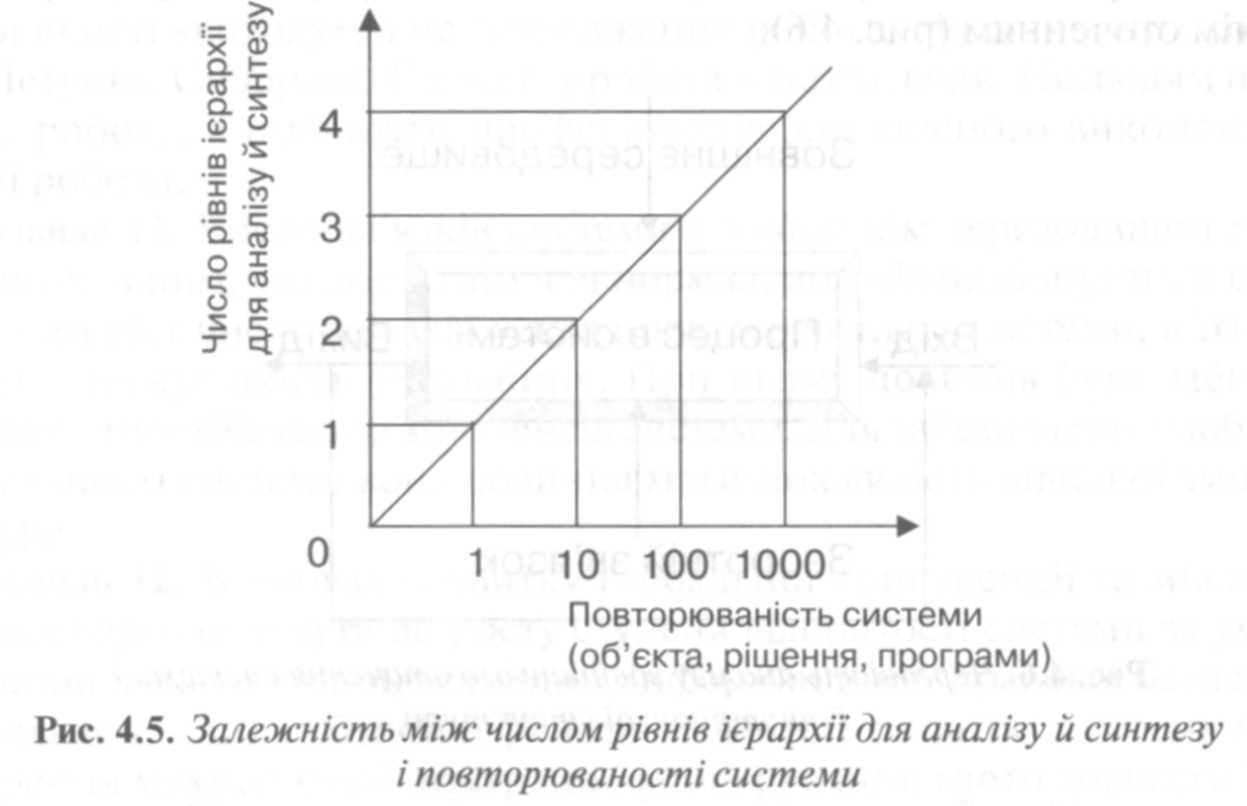 Число рівнів ієрархії
для аналізу й синтезу
4
3
2
1
0
1 10 100 1000
Повторюваність системи
(об’єкта, рішення, програми)
Рис. 4.5. Залежність між числом рівнів ієрархії для аналізу й синтезу
і повторюваності системи